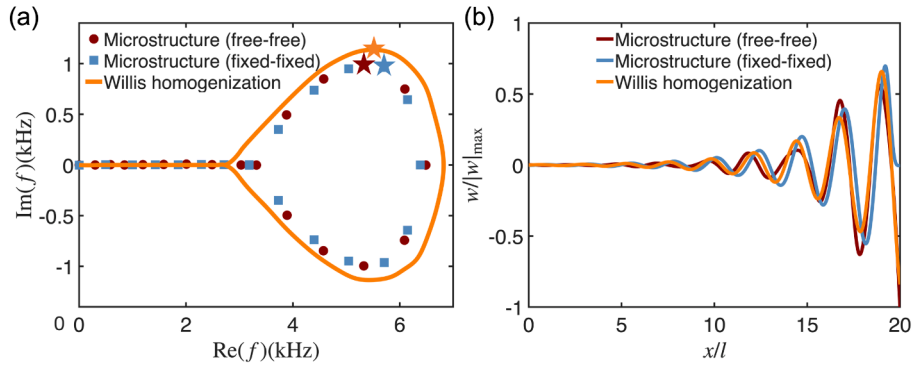 (a)
Microstructure (free-free)
Microstructure (fixed-fixed)
Willis homogenization
1
0.5
0
-0.5
-1
0
0
2
4
6
Im(f)(kHz)
Re(f)(kHz)
(b)
Microstructure (free-free)
Microstructure (fixed-fixed)
Willis homogenization
1
0.5
0
-0.5
-1
0
5
10
15
20
w/|w|max
x/l